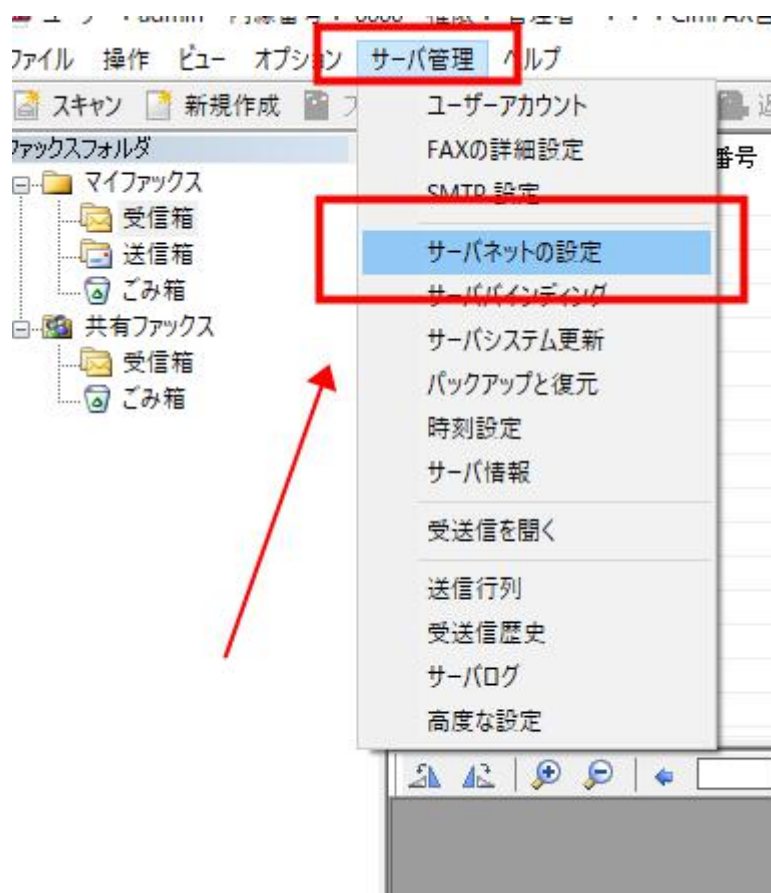 ファイル 操作 ビュー オプション サーバ管理 ヘルプ
スキャン 新規作成
ファックスフォルダ
マイファックス
受信箱
送信箱
ごみ箱
共有ファックス
受信箱
ごみ箱
ユーザーアカウント
FAXの詳細設定
SMTP 設定
サーバネットの設定
サーババインディング
サーバシステム更新
バックアップと復元
時刻設定
サーバ情報
受送信を開く
送信行列
受送信歴史
サーバログ
高度な設定
番号